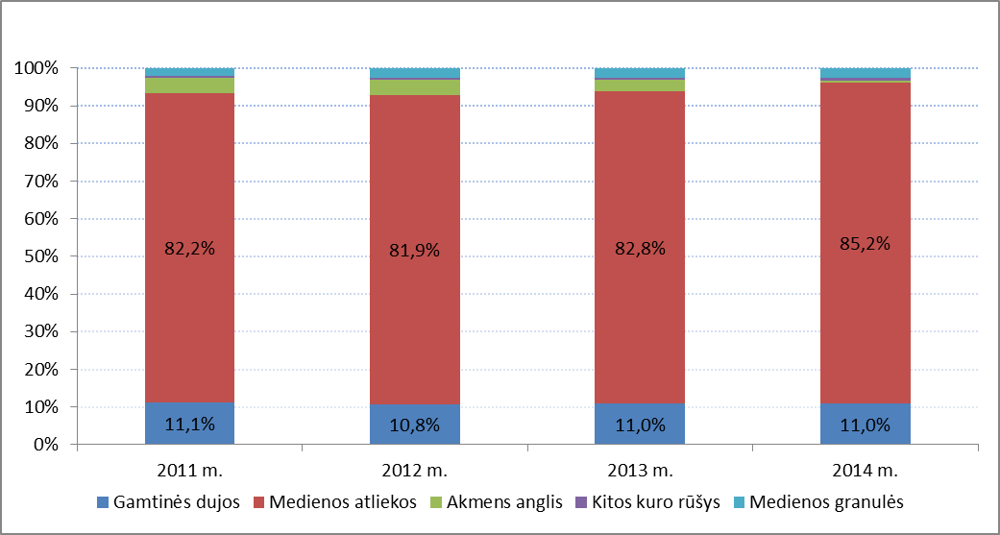 100%
90%
80%
70%
60%
50%
40%
30%
20%
10%
0%
82,2% 81,9% 82,8% 85,2%
11,1% 10,8% 11,0% 11,0%
2011 m. 2012 m. 2013 m. 2014 m.
Gamtinės dujos Medienos atliekos Akmens anglis Kitos kuro rūšys Medienos granulės